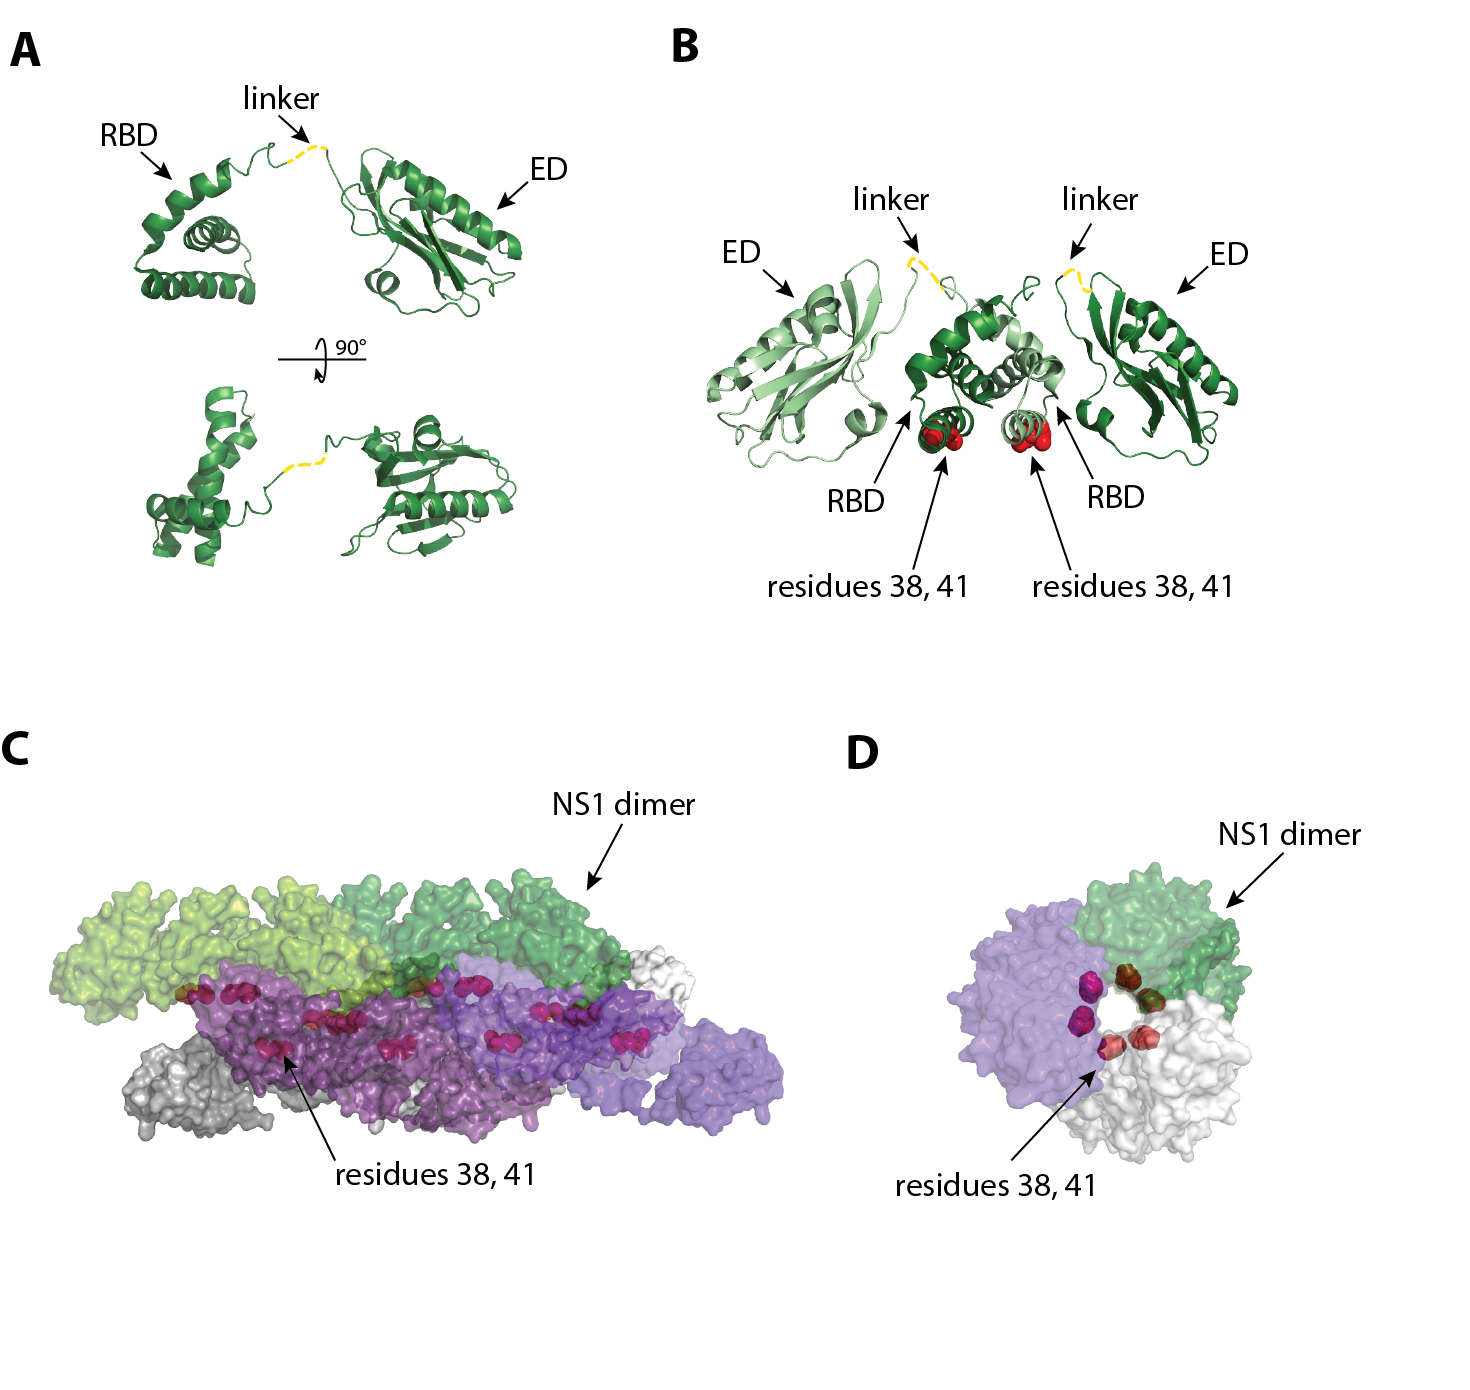 A
linker
RBD
ED
90°
B
linker
linker
ED
ED
RBD
RBD
residues 38, 41
residues 38, 41
C
NS1 dimer
residues 38, 41
D
NS1 dimer
residues 38, 41